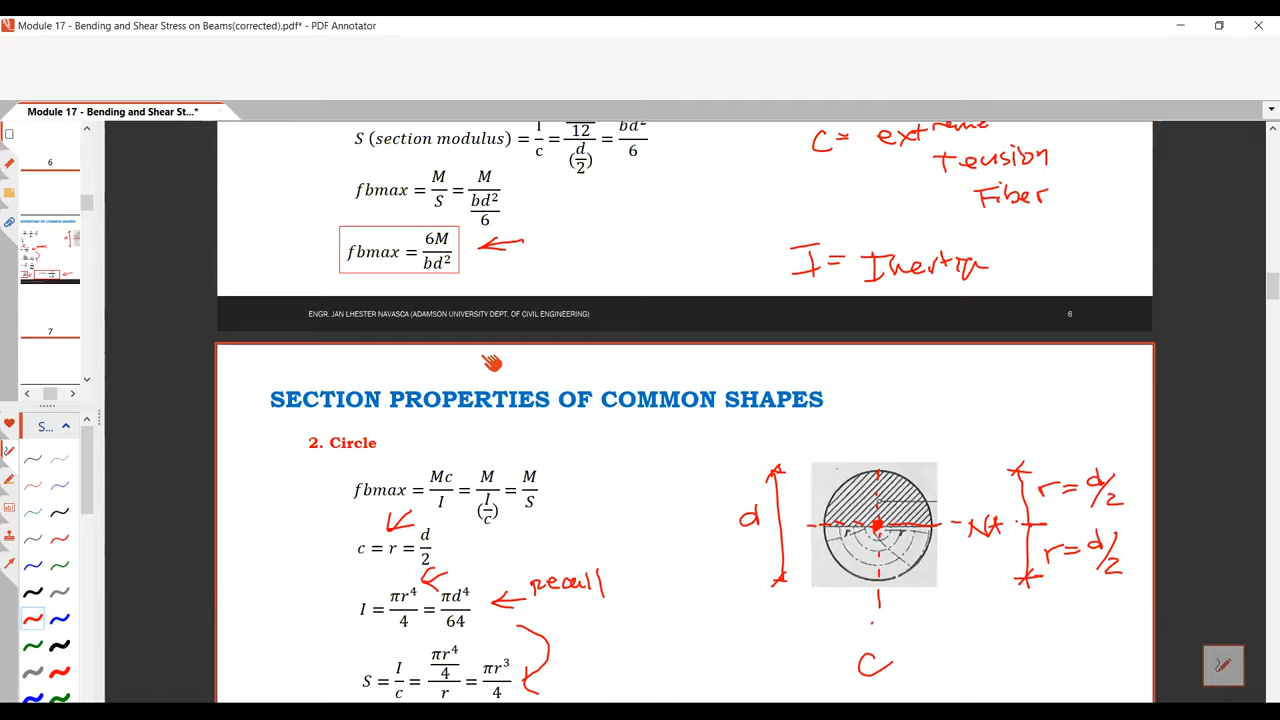 Module 17 - Bending and Shear Stress on Beams(corrected).pdf* - PDF Annotator
Module 17 - Bending and Shear St...*
6
7
S...
S (section modulus) = I/c = 12/(d/2) = bd²/6
fbmax = M/S = M/(bd²/6)
fbmax = 6M/bd²
C = extreme
Tension
Fiber
I = Inertia
ENGR. JAN LHESTER NAVASCA (ADAMSON UNIVERSITY DEPT. OF CIVIL ENGINEERING)
6
SECTION PROPERTIES OF COMMON SHAPES
2. Circle
fbmax = Mc/I = M/(I/c) = M/S
c = r = d/2
I = πr⁴/4 = πd⁴/64
recall
S = I/c = (πr⁴/4)/r = πr³/4
d
r
r
NA
r = d/2
r = d/2
C